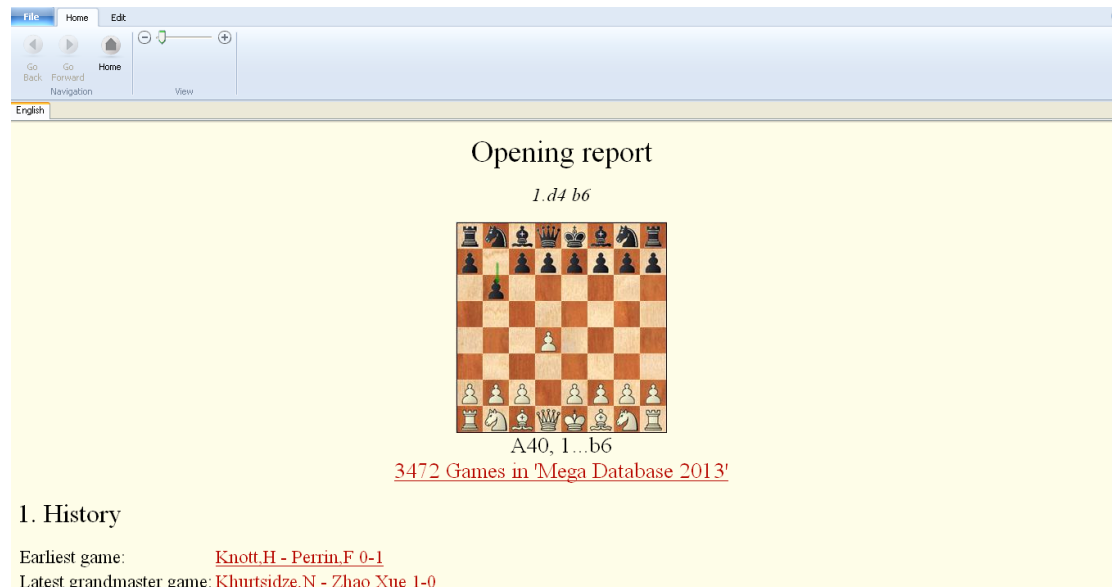 File Home Edit
Go Back Go Forward Home
Navigation View
English
Opening report
1.d4 b6
A40, 1...b6
3472 Games in 'Mega Database 2013'
1. History
Earliest game: Knott,H - Perrin,F 0-1
Latest grandmaster game: Khurtsidze,N - Zhao Xue 1-0